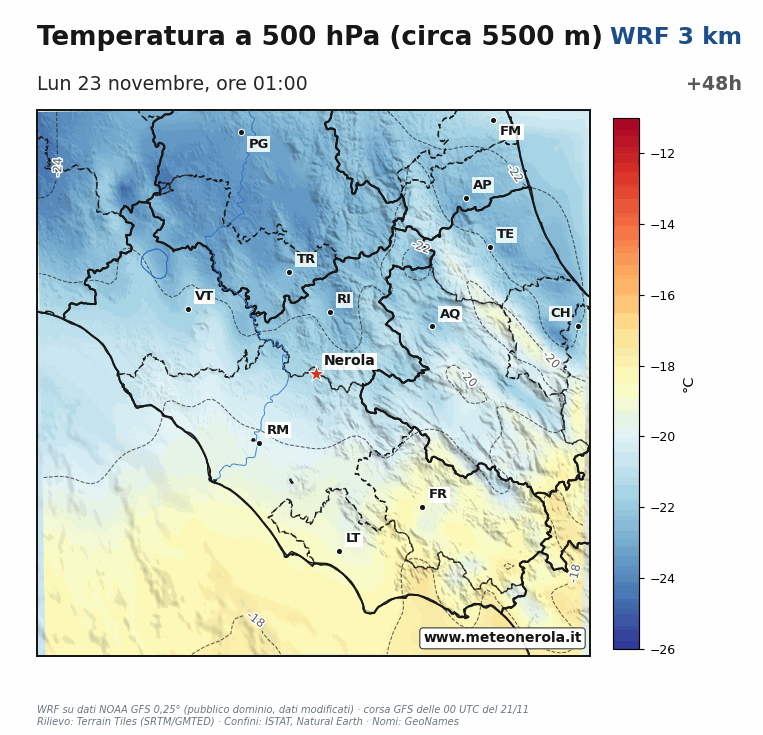 Temperatura a 500 hPa (circa 5500 m) WRF 3 km
Lun 23 novembre, ore 01:00 +48h
FM
PG
-24
-22
AP
TE
-22
TR
VT
RI
AQ
CH
Nerola
-20
-20
RM
FR
LT
-18
-18
www.meteonerola.it
−12
−14
−16
−18
−20
−22
−24
−26
°C
WRF su dati NOAA GFS 0,25° (pubblico dominio, dati modificati) · corsa GFS delle 00 UTC del 21/11
Rilievo: Terrain Tiles (SRTM/GMTED) · Confini: ISTAT, Natural Earth · Nomi: GeoNames